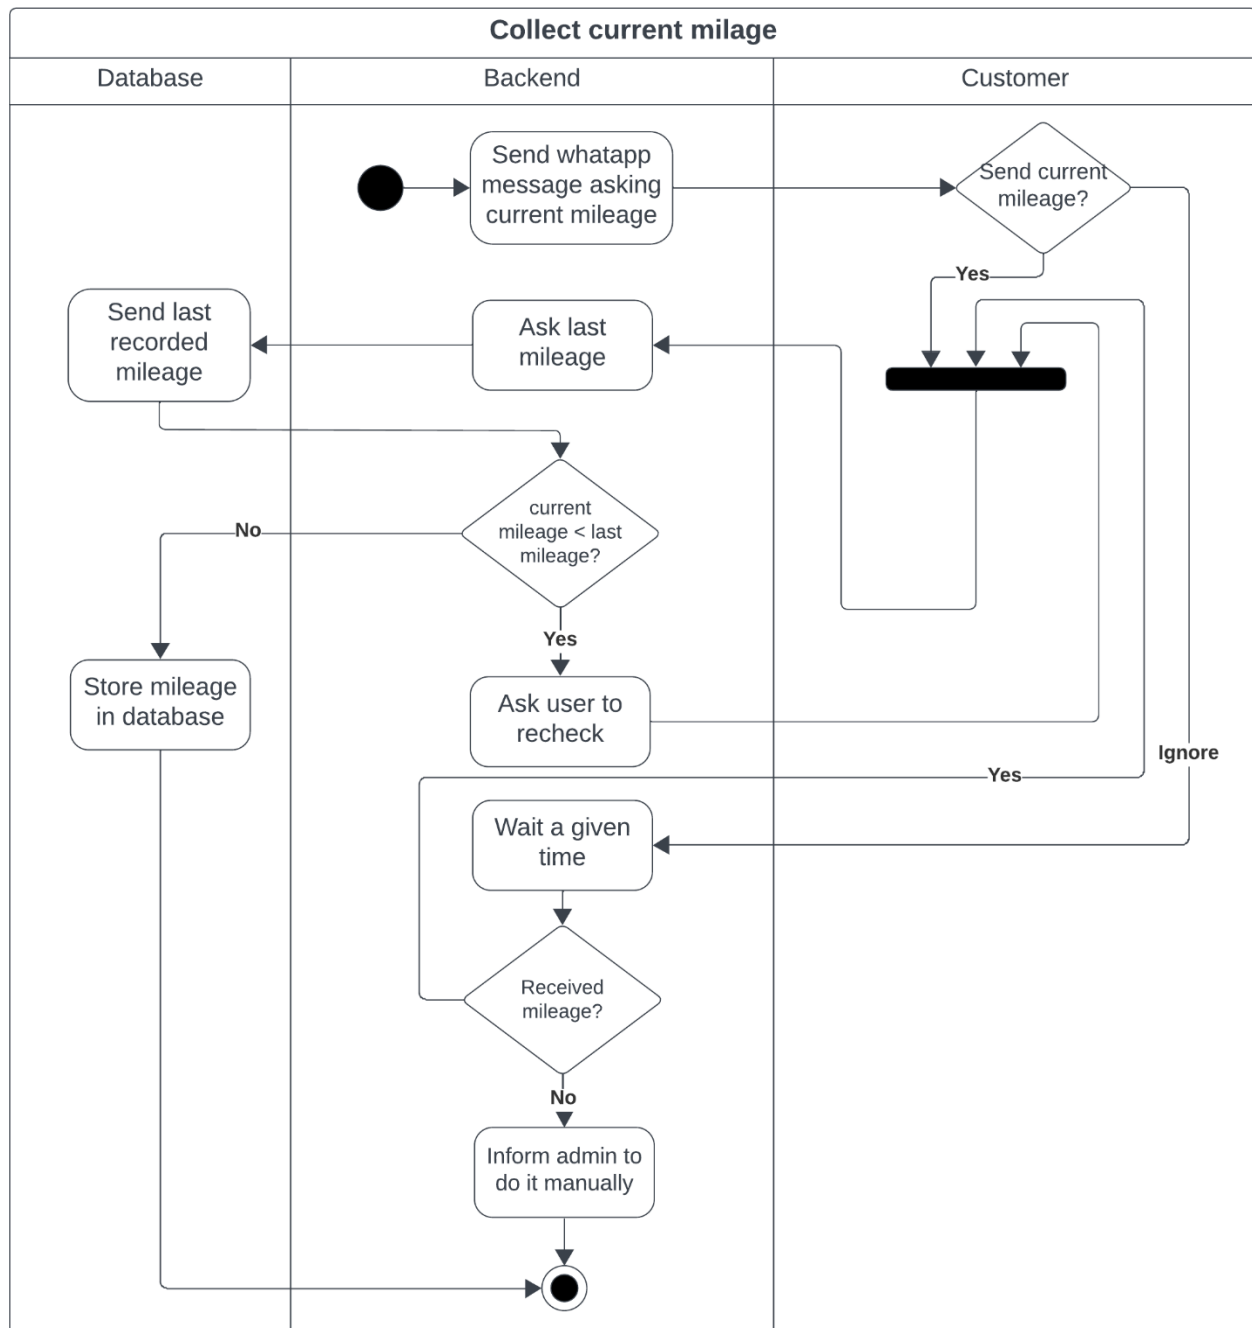 Collect current milage
Database
Backend
Customer
Send whatapp
message asking
current mileage
Send current
mileage?
Yes
Send last
recorded
mileage
Ask last
mileage
current
mileage < last
mileage?
No
Yes
Store mileage
in database
Ask user to
recheck
Ignore
Yes
Wait a given
time
Received
mileage?
No
Inform admin to
do it manually